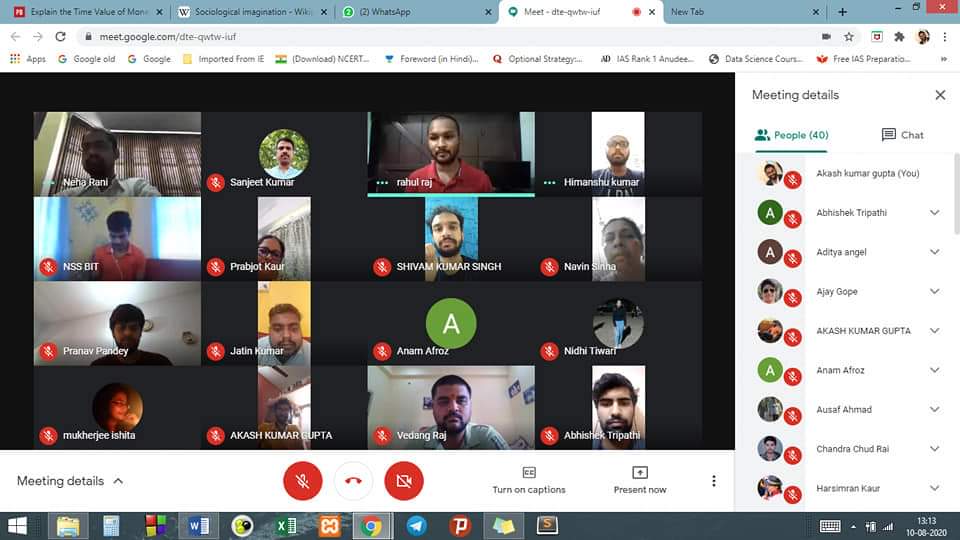 Explain the Time Value of Mone
Sociological imagination - Wiki
(2) WhatsApp
Meet - dte-qwtw-iuf
New Tab
meet.google.com/dte-qwtw-iuf
Apps
Google old
Google
Imported From IE
(Download) NCERT...
Foreword (in Hindi)...
Optional Strategy:...
IAS Rank 1 Anudee...
Data Science Cours...
Free IAS Preparatio...
Meeting details
People (40)
Chat
Neha Rani
Sanjeet Kumar
rahul raj
Himanshu kumar
NSS BIT
Prabjot Kaur
SHIVAM KUMAR SINGH
Navin Sinha
Pranav Pandey
Jatin Kumar
A
Anam Afroz
Nidhi Tiwari
mukherjee ishita
AKASH KUMAR GUPTA
Vedang Raj
Abhishek Tripathi
Akash kumar gupta (You)
A
Abhishek Tripathi
A
Aditya angel
Ajay Gope
AKASH KUMAR GUPTA
A
Anam Afroz
Ausaf Ahmad
Chandra Chud Rai
Harsimran Kaur
Meeting details
Turn on captions
Present now
13:13
10-08-2020